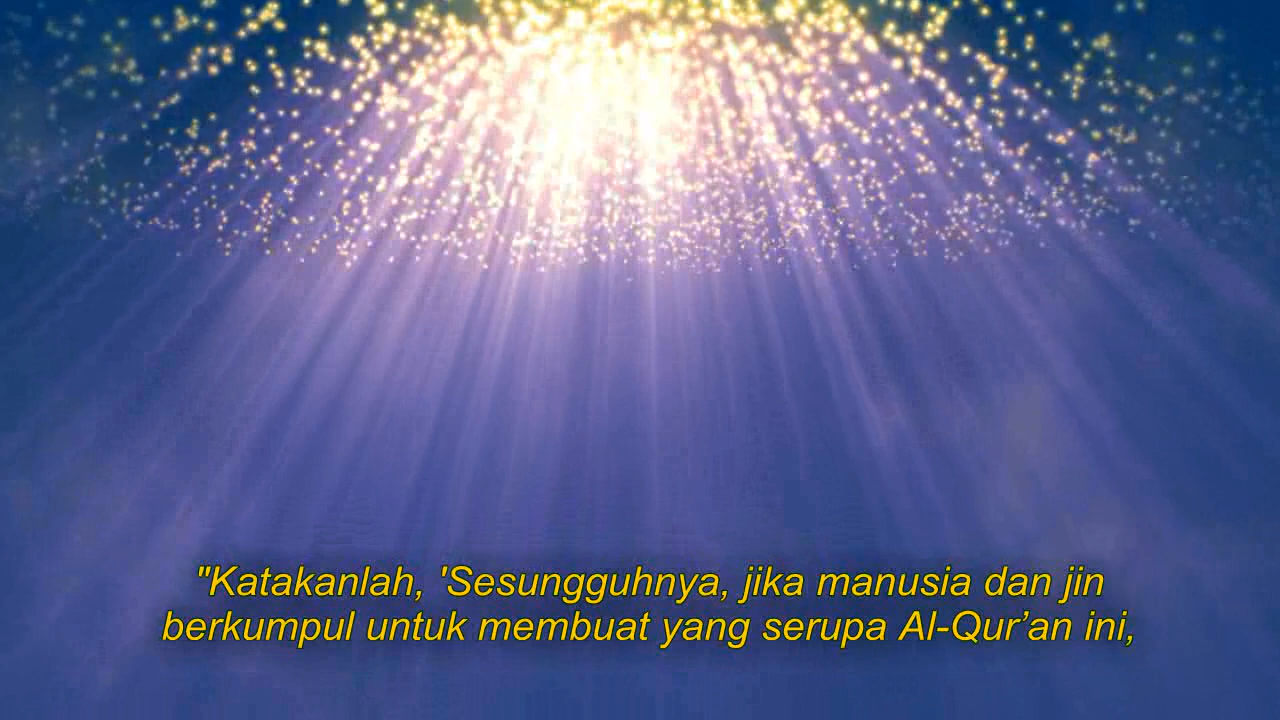 "Katakanlah, 'Sesungguhnya, jika manusia dan jin
berkumpul untuk membuat yang serupa Al-Qur’an ini,